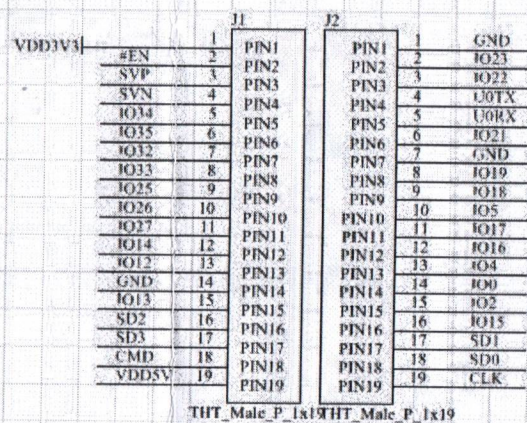 J1 J2
VDD3V3 1 PIN1 PIN1 1 GND
#EN 2 PIN2 PIN2 2 IO23
SVP 3 PIN3 PIN3 3 IO22
SVN 4 PIN4 PIN4 4 U0TX
IO34 5 PIN5 PIN5 5 U0RX
IO35 6 PIN6 PIN6 6 IO21
IO32 7 PIN7 PIN7 7 GND
IO33 8 PIN8 PIN8 8 IO19
IO25 9 PIN9 PIN9 9 IO18
IO26 10 PIN10 PIN10 10 IO5
IO27 11 PIN11 PIN11 11 IO17
IO14 12 PIN12 PIN12 12 IO16
IO12 13 PIN13 PIN13 13 IO4
GND 14 PIN14 PIN14 14 IO0
IO13 15 PIN15 PIN15 15 IO2
SD2 16 PIN16 PIN16 16 IO15
SD3 17 PIN17 PIN17 17 SD1
CMD 18 PIN18 PIN18 18 SD0
VDD5V 19 PIN19 PIN19 19 CLK
THT_Male_P_1x19 THT_Male_P_1x19